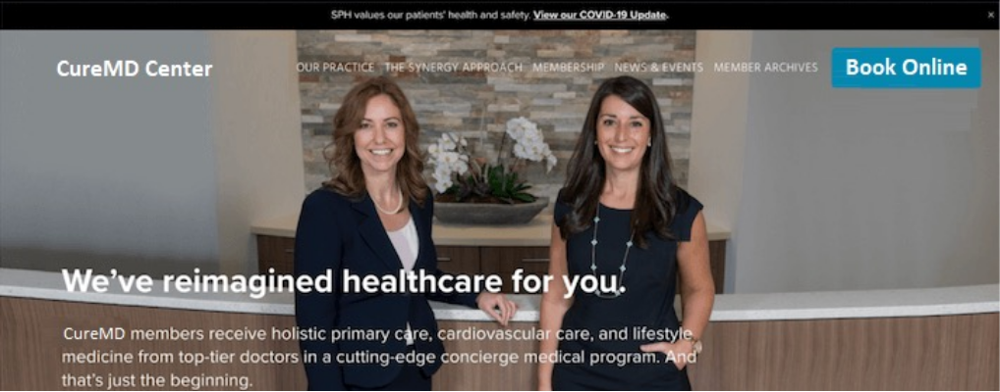 SPH values our patients' health and safety. View our COVID-19 Update.
×
CureMD Center
OUR PRACTICE THE SYNERGY APPROACH MEMBERSHIP NEWS & EVENTS MEMBER ARCHIVES
Book Online
We've reimagined healthcare for you.
CureMD members receive holistic primary care, cardiovascular care, and lifestyle
medicine from top-tier doctors in a cutting-edge concierge medical program. And
that's just the beginning.